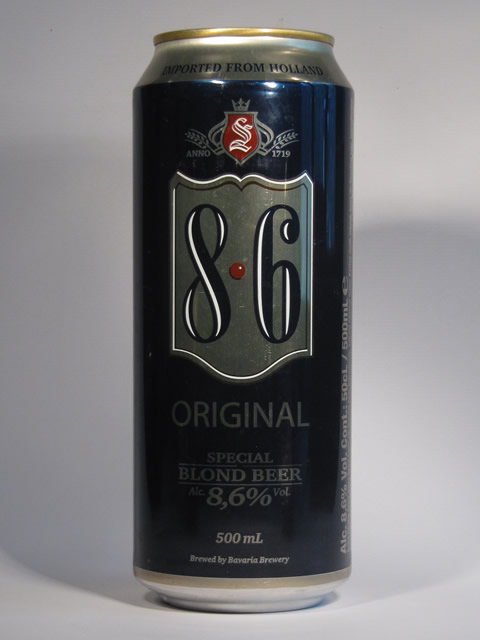 IMPORTED FROM HOLLAND
S
ANNO 1719
8.6
ORIGINAL
SPECIAL
BLOND BEER
Alc. 8,6% Vol.
500 mL
Brewed by Bavaria Brewery
Alc. 8,6% Vol. Cont.: 50cl / 500mL ℮